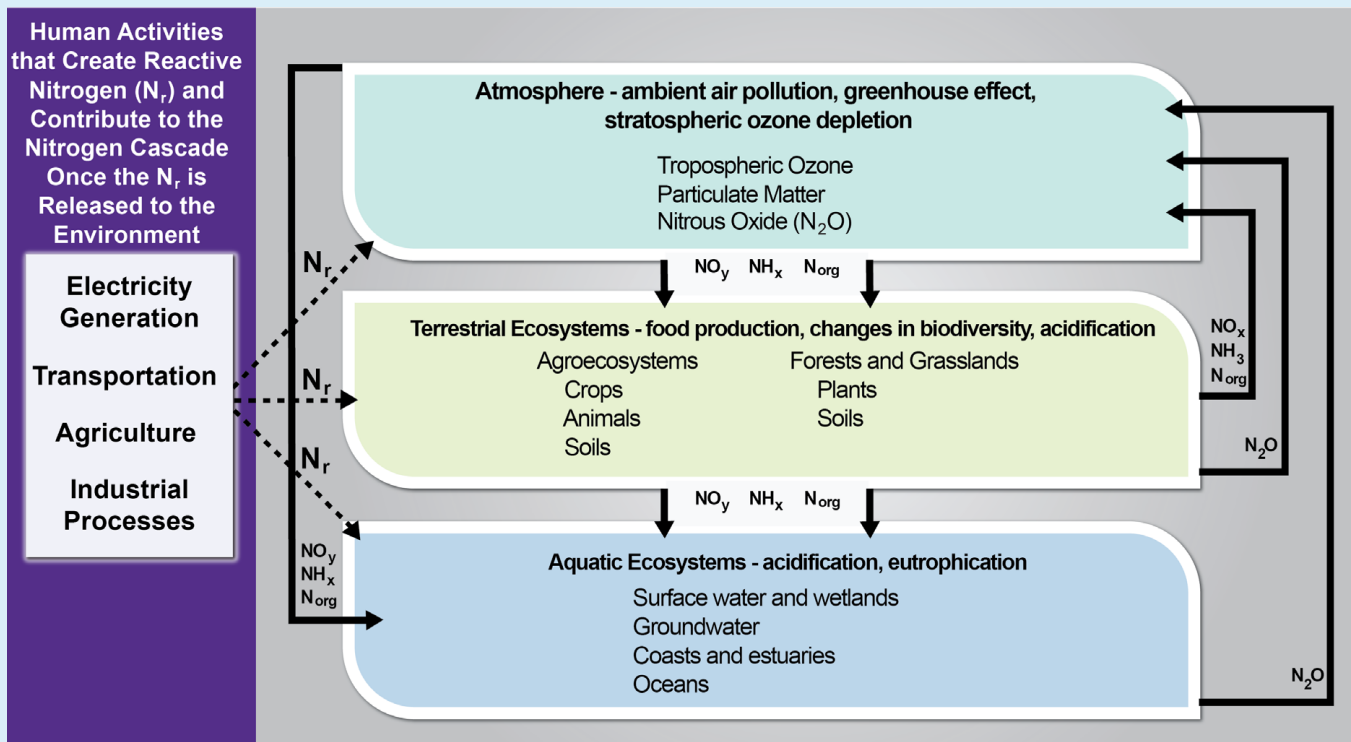 Human Activities
that Create Reactive
Nitrogen (Nr) and
Contribute to the
Nitrogen Cascade
Once the Nr is
Released to the
Environment
Electricity
Generation
Transportation
Agriculture
Industrial
Processes
Nr
Nr
Nr
Atmosphere - ambient air pollution, greenhouse effect,
stratospheric ozone depletion
Tropospheric Ozone
Particulate Matter
Nitrous Oxide (N2O)
NOy NHx Norg
Terrestrial Ecosystems - food production, changes in biodiversity, acidification
Agroecosystems
Crops
Animals
Soils
Forests and Grasslands
Plants
Soils
NOx
NH3
Norg
N2O
NOy NHx Norg
NOy
NHx
Norg
Aquatic Ecosystems - acidification, eutrophication
Surface water and wetlands
Groundwater
Coasts and estuaries
Oceans
N2O